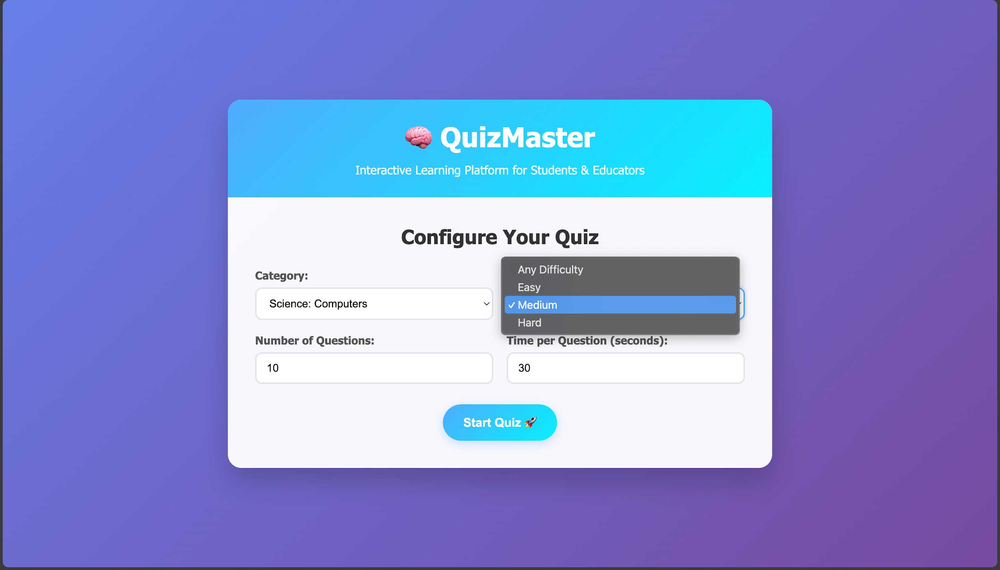 🧠 QuizMaster
Interactive Learning Platform for Students & Educators
Configure Your Quiz
Category:
Science: Computers
Any Difficulty
Easy
✓ Medium
Hard
Number of Questions:
10
Time per Question (seconds):
30
Start Quiz 🚀